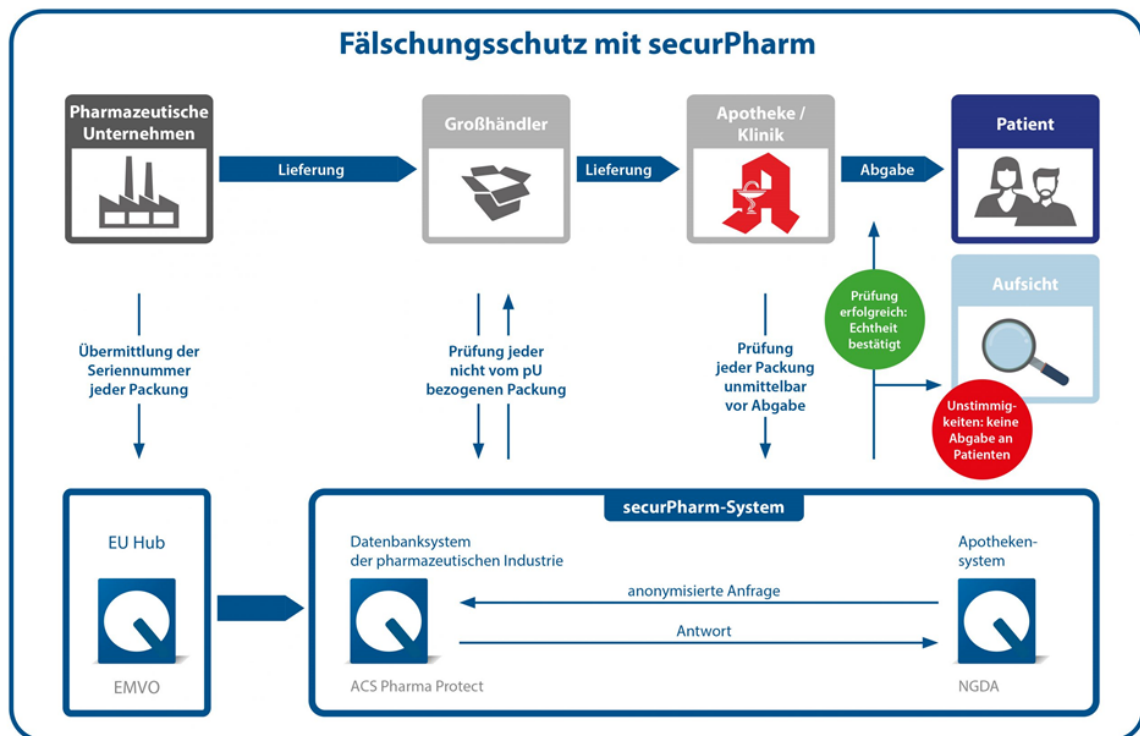 Fälschungsschutz mit securPharm
Pharmazeutische
Unternehmen
Großhändler
Apotheke /
Klinik
Patient
Lieferung
Lieferung
Abgabe
Aufsicht
Prüfung
erfolgreich:
Echtheit
bestätigt
Übermittlung der
Seriennummer
jeder Packung
Prüfung jeder
nicht vom pU
bezogenen Packung
Prüfung
jeder Packung
unmittelbar
vor Abgabe
Unstimmig-
keiten: keine
Abgabe an
Patienten
securPharm-System
EU Hub
EMVO
Datenbanksystem
der pharmazeutischen Industrie
ACS Pharma Protect
anonymisierte Anfrage
Antwort
Apotheken-
system
NGDA